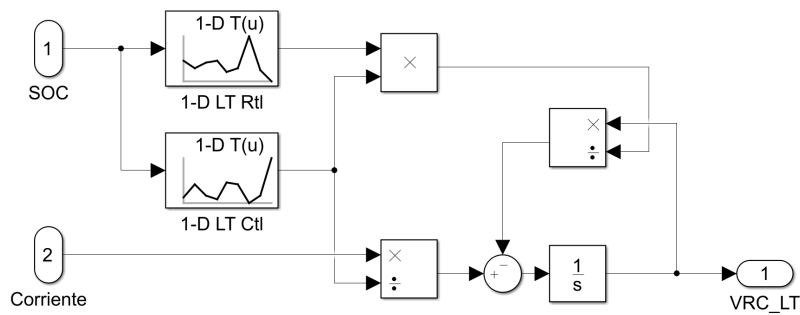 1-D T(u)
1
×
SOC
1-D LT Rtl
1-D T(u)
×
÷
1-D LT Ctl
2
×
÷
Corriente
+
−
1
s
1
VRC_LT